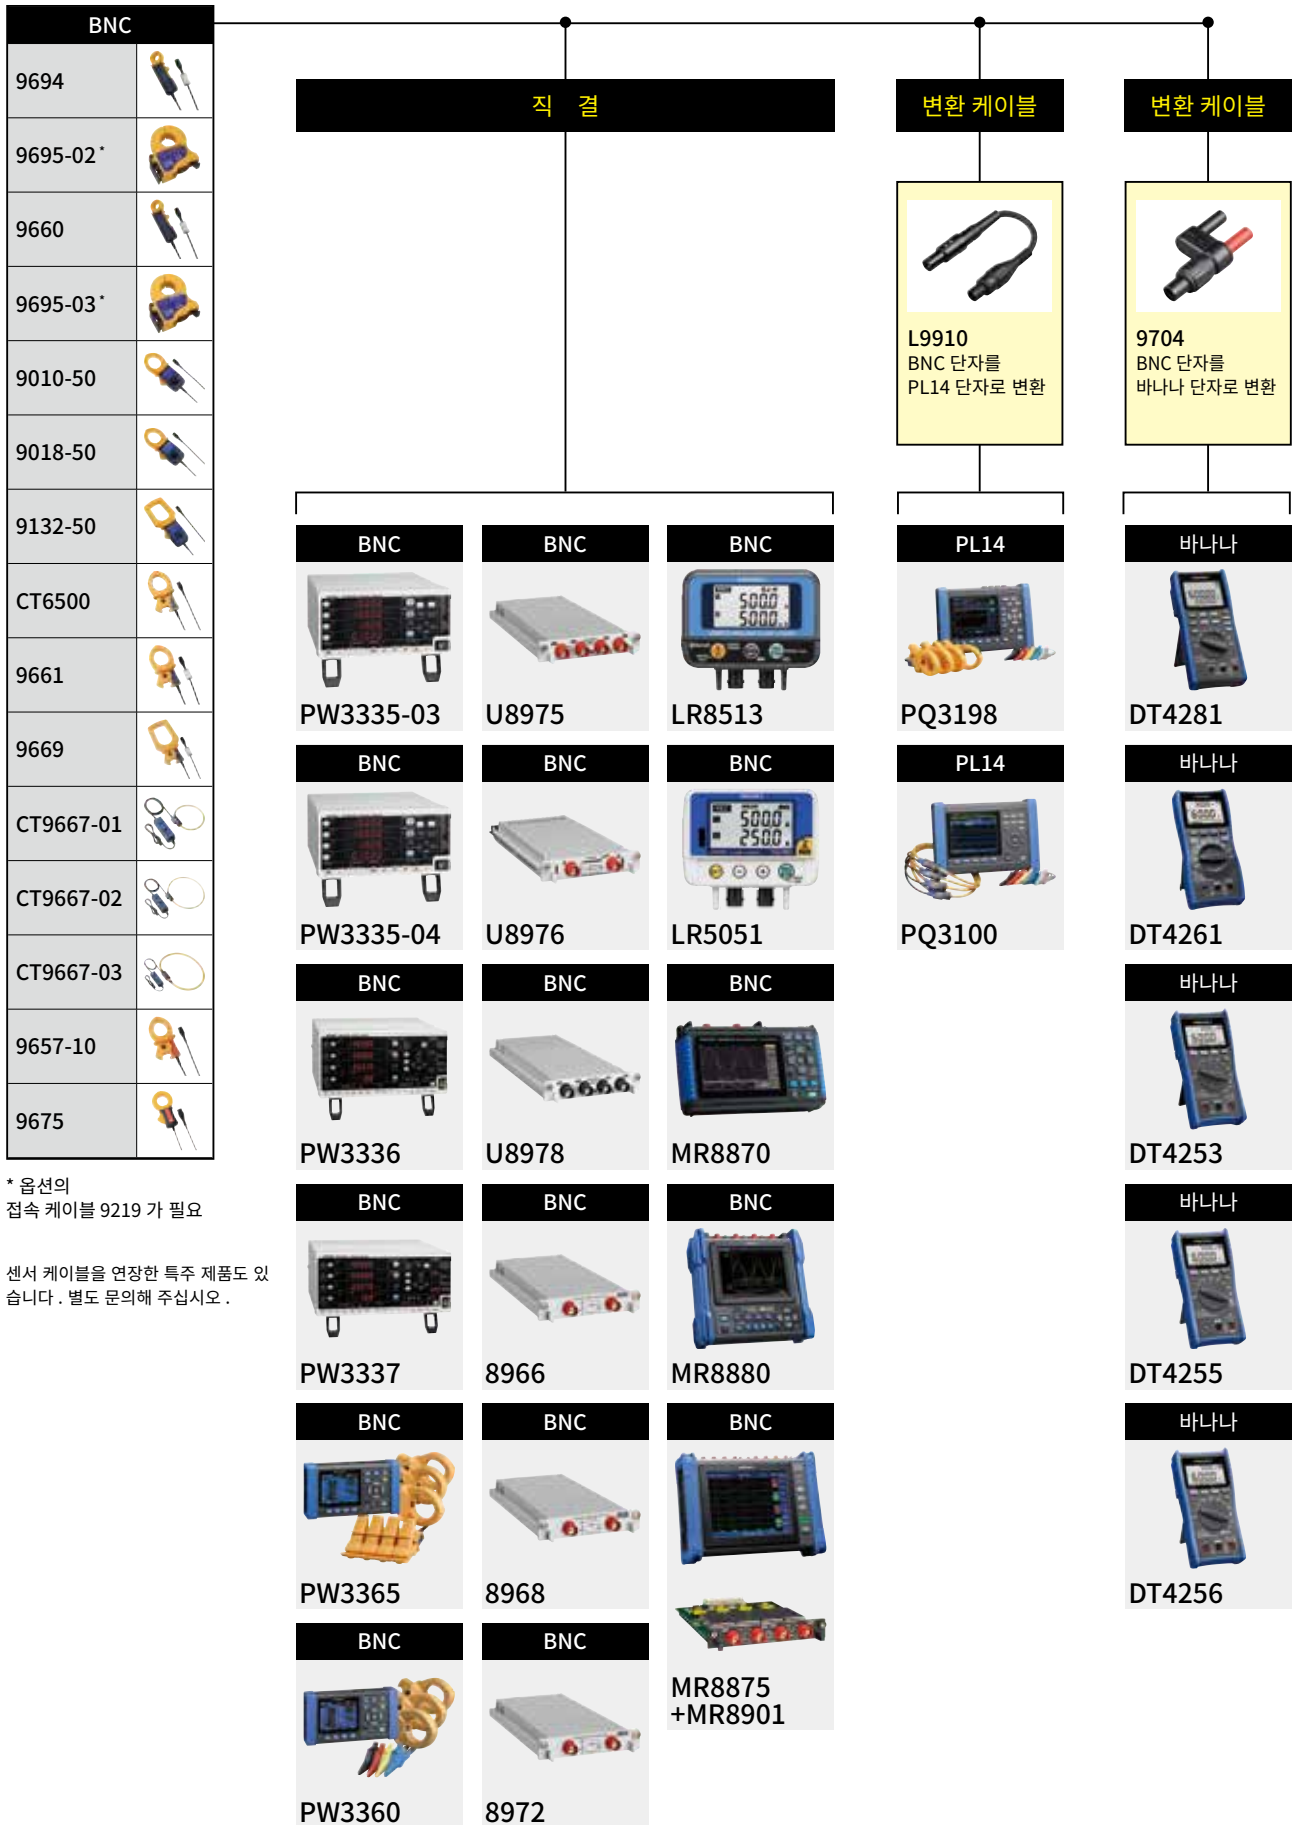 BNC
9694
9695-02*
9660
9695-03*
9010-50
9018-50
9132-50
CT6500
9661
9669
CT9667-01
CT9667-02
CT9667-03
9657-10
9675
* 옵션의
접속 케이블 9219 가 필요
센서 케이블을 연장한 특주 제품도 있
습니다 . 별도 문의해 주십시오 .
직 결
BNC
PW3335-03
BNC
U8975
BNC
500.0
500.0
LR8513
BNC
PW3335-04
BNC
U8976
BNC
500.0
250.0
LR5051
BNC
PW3336
BNC
U8978
BNC
MR8870
BNC
PW3337
BNC
8966
BNC
MR8880
BNC
PW3365
BNC
8968
BNC
MR8875
+MR8901
BNC
PW3360
BNC
8972
변환 케이블
L9910
BNC 단자를
PL14 단자로 변환
PL14
PQ3198
PL14
PQ3100
변환 케이블
9704
BNC 단자를
바나나 단자로 변환
바나나
DT4281
바나나
DT4261
바나나
DT4253
바나나
DT4255
바나나
DT4256